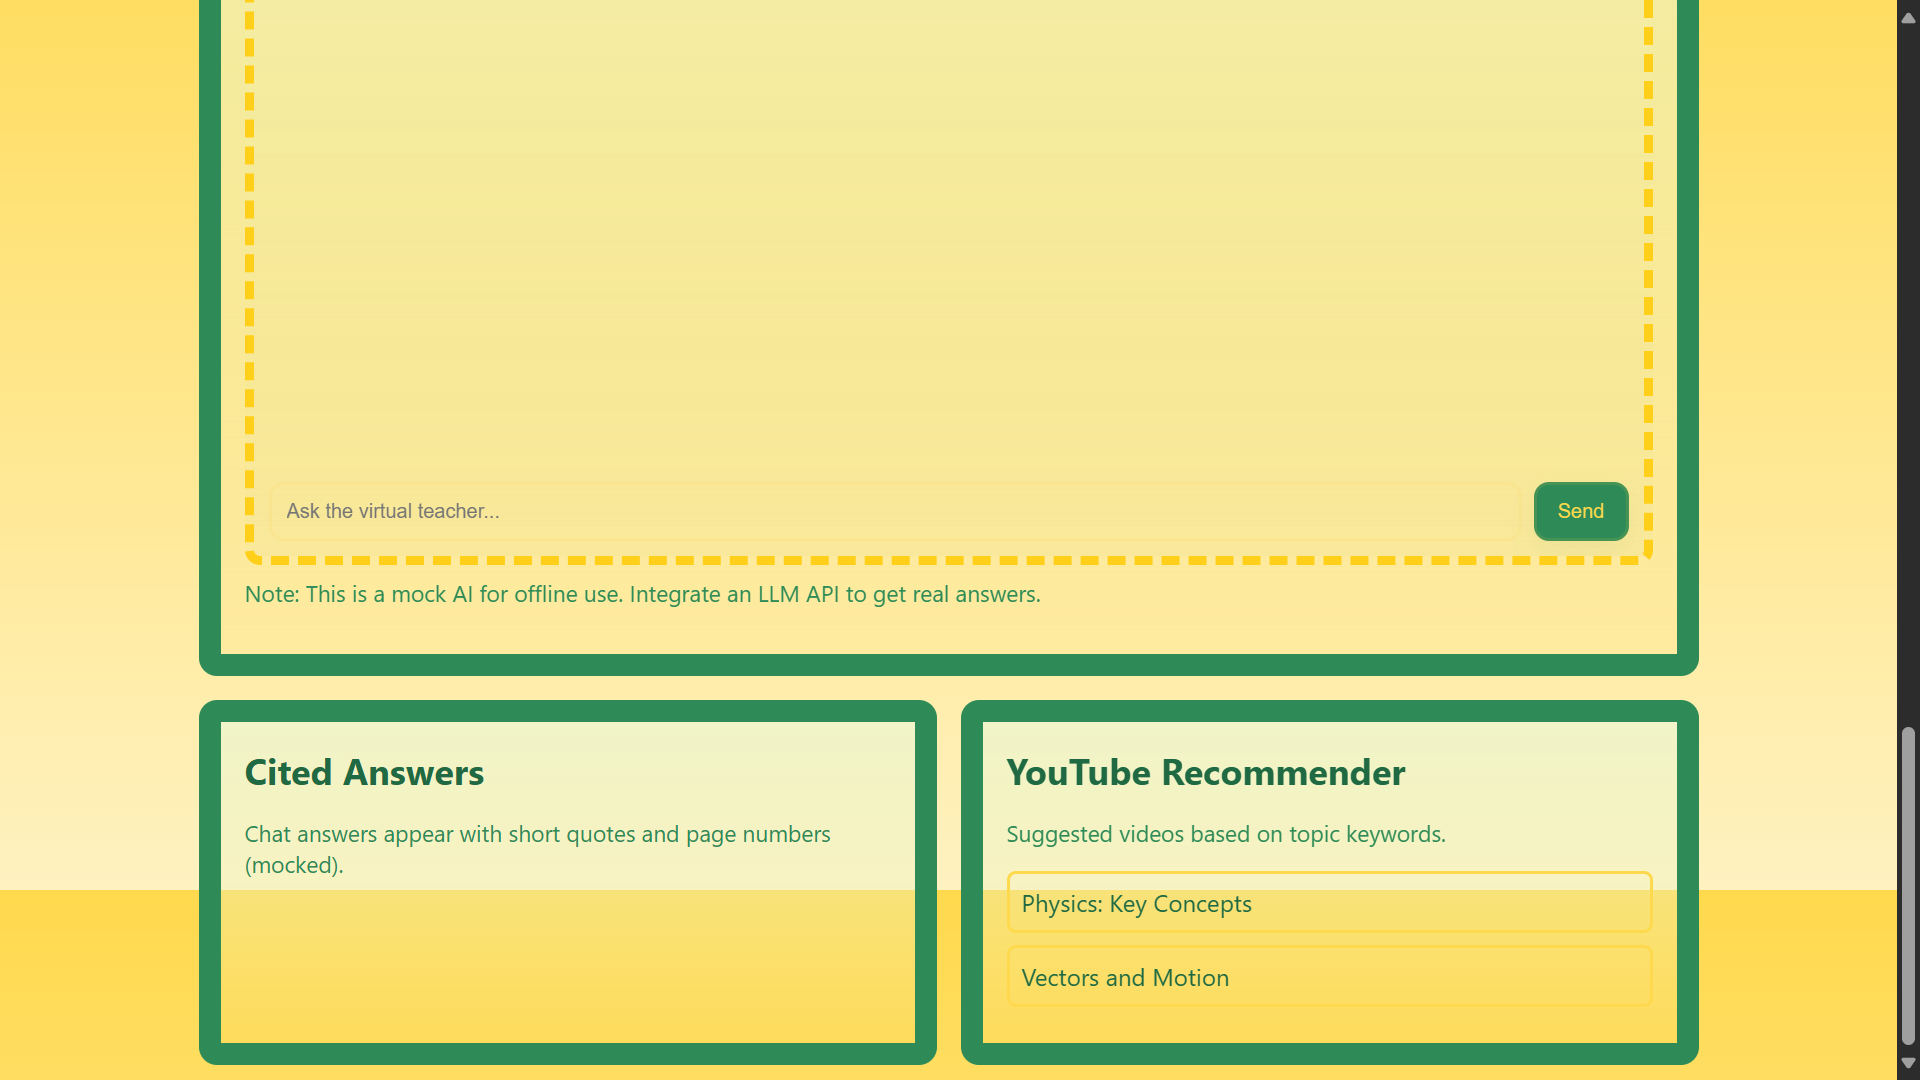 Ask the virtual teacher...
Send
Note: This is a mock AI for offline use. Integrate an LLM API to get real answers.
Cited Answers
Chat answers appear with short quotes and page numbers
(mocked).
YouTube Recommender
Suggested videos based on topic keywords.
Physics: Key Concepts
Vectors and Motion